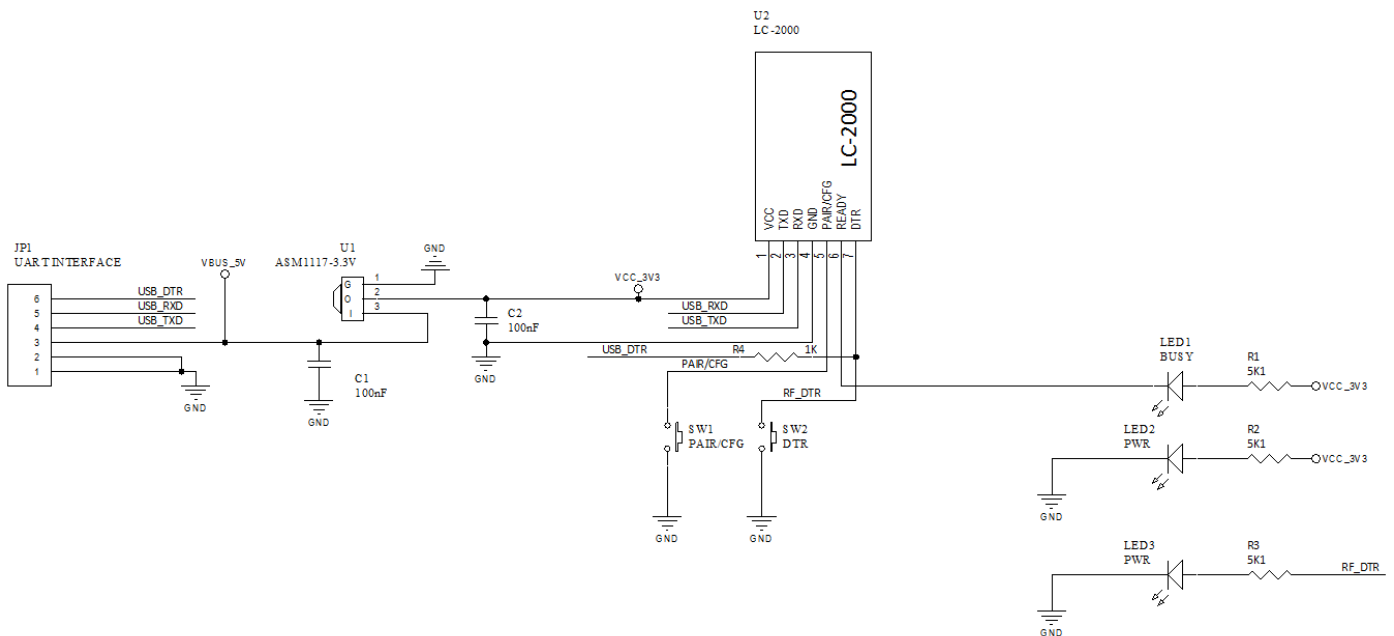 U2
LC-2000
LC-2000
VCC
TXD
RXD
GND
PAIR/CFG
READY
DTR
1
2
3
4
5
6
7
JP1
UART INTERFACE
6
5
4
3
2
1
USB_DTR
USB_RXD
USB_TXD
GND
VBUS_5V
C1
100nF
GND
U1
ASM1117-3.3V
G
O
I
1
2
3
GND
C2
100nF
GND
VCC_3V3
USB_RXD
USB_TXD
USB_DTR
R4
1K
PAIR/CFG
RF_DTR
SW1
PAIR/CFG
GND
SW2
DTR
GND
LED1
BUSY
R1
5K1
VCC_3V3
LED2
PWR
R2
5K1
VCC_3V3
GND
LED3
PWR
R3
5K1
RF_DTR
GND